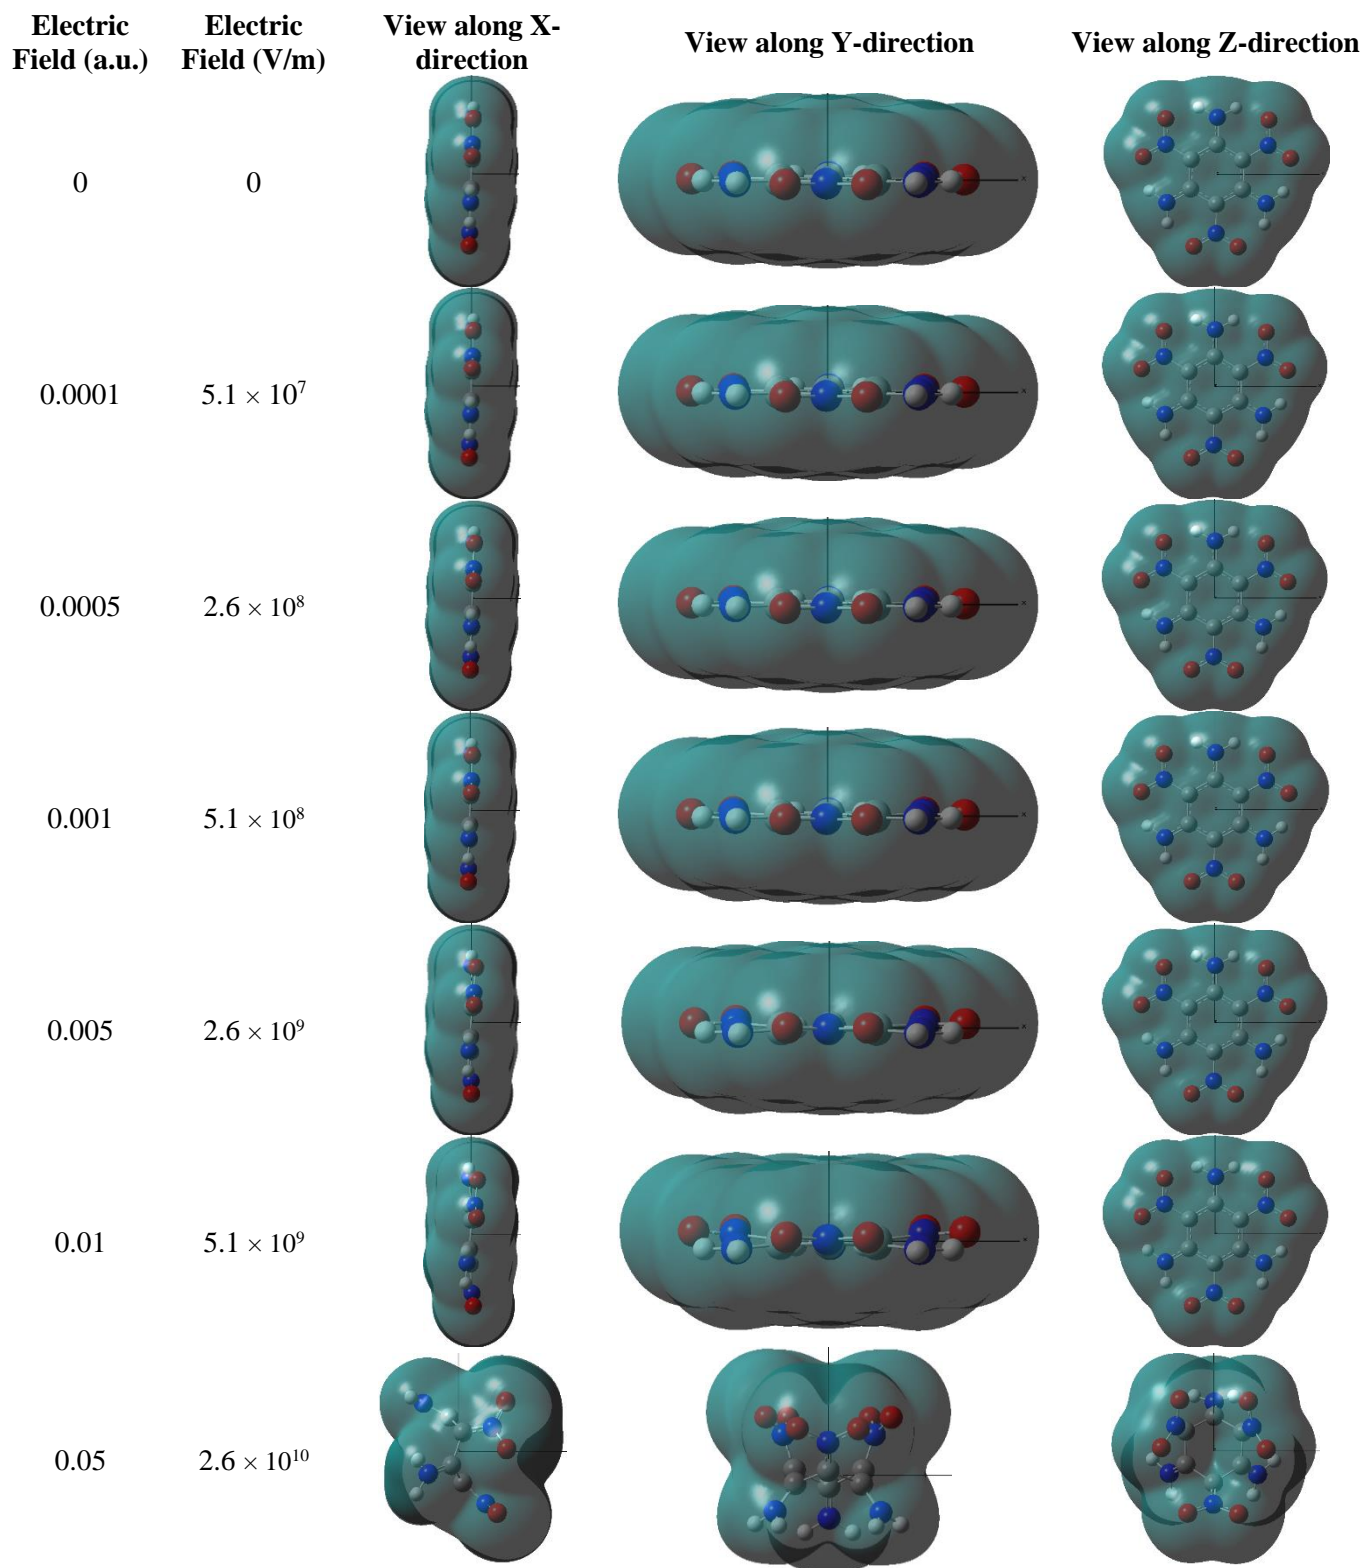 Electric Field (a.u.) Electric Field (V/m) View along X-direction View along Y-direction View along Z-direction
0 0
0.0001 5.1 × 10⁷
0.0005 2.6 × 10⁸
0.001 5.1 × 10⁸
0.005 2.6 × 10⁹
0.01 5.1 × 10⁹
0.05 2.6 × 10¹⁰